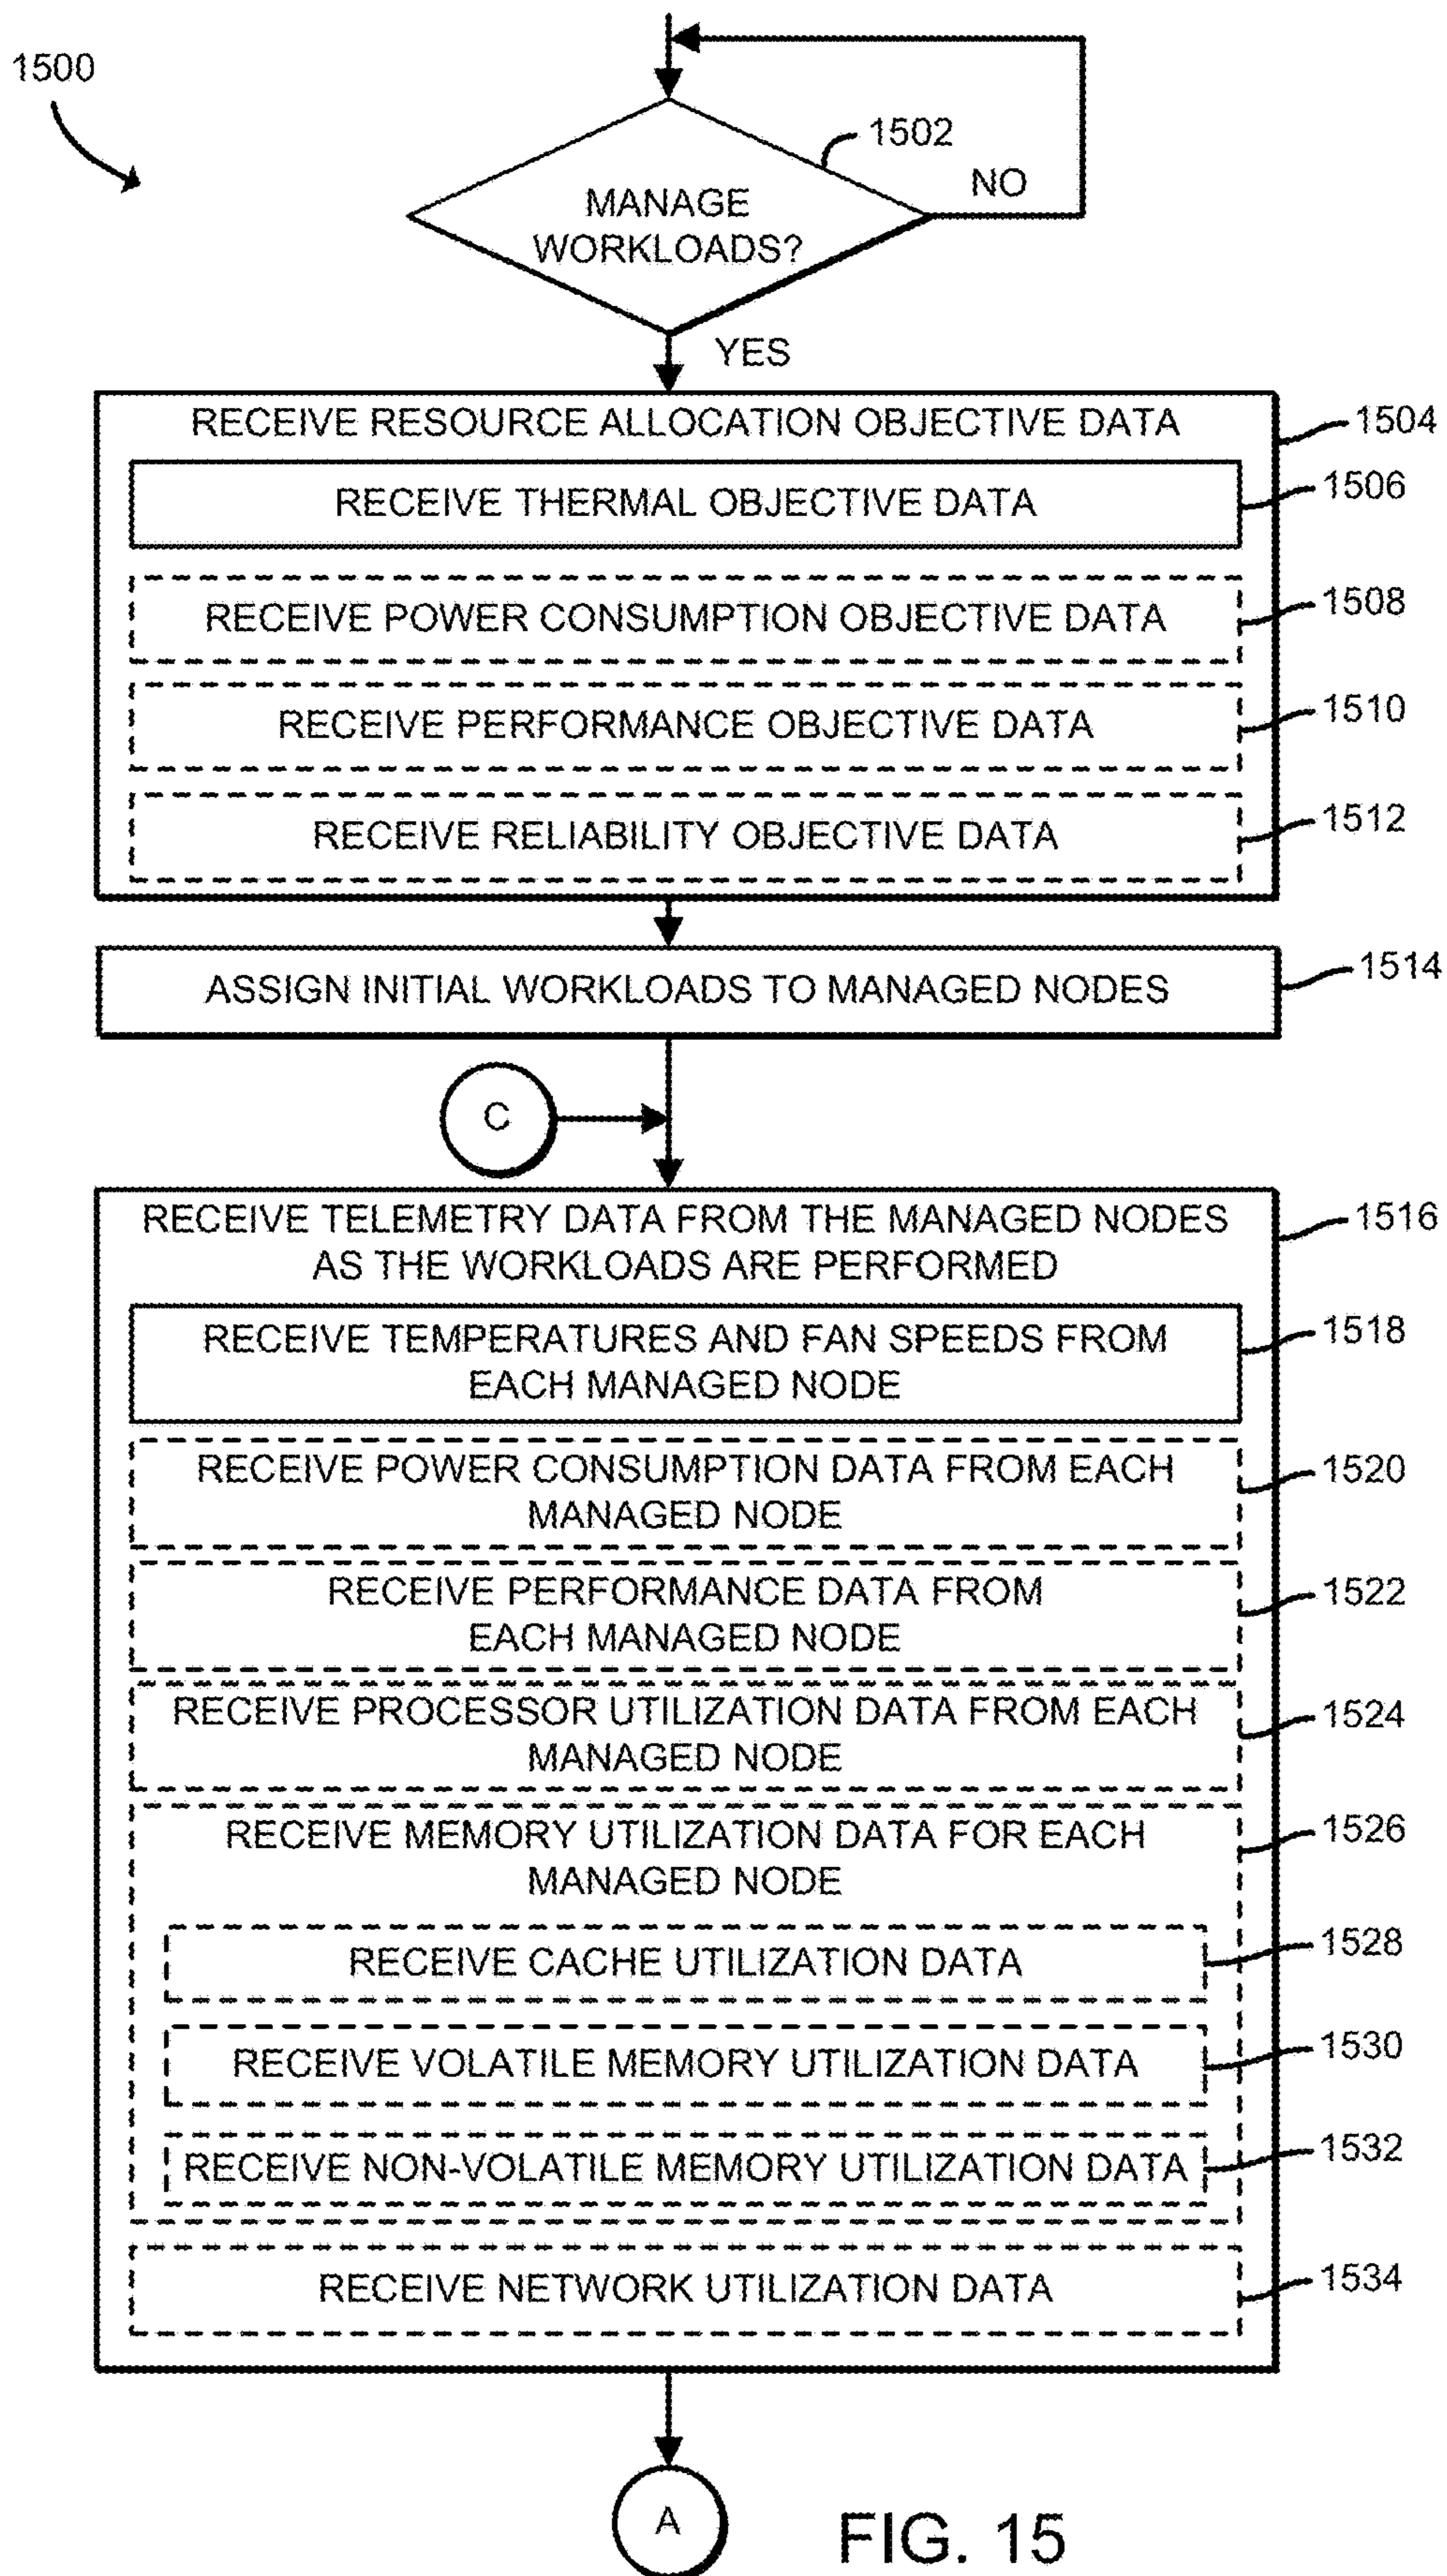 1500
1502
NO
MANAGE
WORKLOADS?
YES
RECEIVE RESOURCE ALLOCATION OBJECTIVE DATA
1504
RECEIVE THERMAL OBJECTIVE DATA
1506
RECEIVE POWER CONSUMPTION OBJECTIVE DATA
1508
RECEIVE PERFORMANCE OBJECTIVE DATA
1510
RECEIVE RELIABILITY OBJECTIVE DATA
1512
ASSIGN INITIAL WORKLOADS TO MANAGED NODES
1514
C
RECEIVE TELEMETRY DATA FROM THE MANAGED NODES
AS THE WORKLOADS ARE PERFORMED
1516
RECEIVE TEMPERATURES AND FAN SPEEDS FROM
EACH MANAGED NODE
1518
RECEIVE POWER CONSUMPTION DATA FROM EACH
MANAGED NODE
1520
RECEIVE PERFORMANCE DATA FROM
EACH MANAGED NODE
1522
RECEIVE PROCESSOR UTILIZATION DATA FROM EACH
MANAGED NODE
1524
RECEIVE MEMORY UTILIZATION DATA FOR EACH
MANAGED NODE
1526
RECEIVE CACHE UTILIZATION DATA
1528
RECEIVE VOLATILE MEMORY UTILIZATION DATA
1530
RECEIVE NON-VOLATILE MEMORY UTILIZATION DATA
1532
RECEIVE NETWORK UTILIZATION DATA
1534
A
FIG. 15